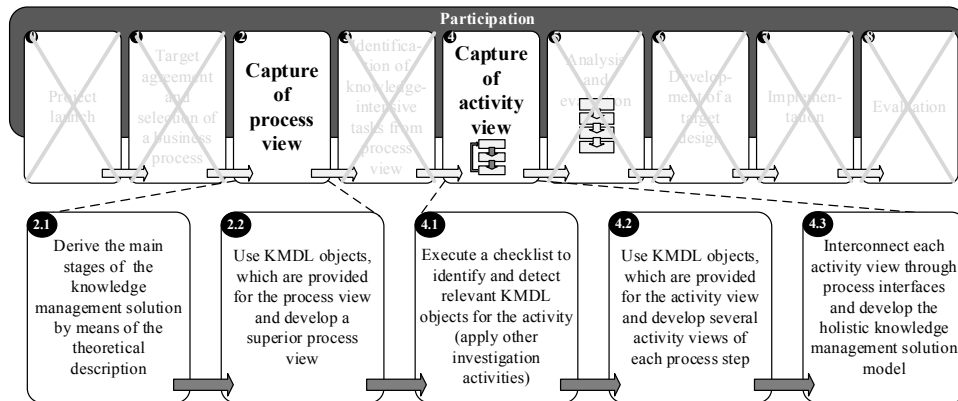 Participation
0
Project
launch
1
Target
agreement
and
selection of
a business
process
2
Capture
of
process
view
3
Identifica-
tion of
knowledge-
intensive
tasks from
process
view
4
Capture
of
activity
view
5
Analysis
and
evaluation
6
Develop-
ment of a
target
design
7
Implemen-
tation
8
Evaluation
2.1
Derive the main
stages of the
knowledge
management solution
by means of the
theoretical
description
2.2
Use KMDL objects,
which are provided
for the process view
and develop a
superior process
view
4.1
Execute a checklist to
identify and detect
relevant KMDL
objects for the activity
(apply other
investigation
activities)
4.2
Use KMDL objects,
which are provided
for the activity view
and develop several
activity views of
each process step
4.3
Interconnect each
activity view through
process interfaces
and develop the
holistic knowledge
management solution
model